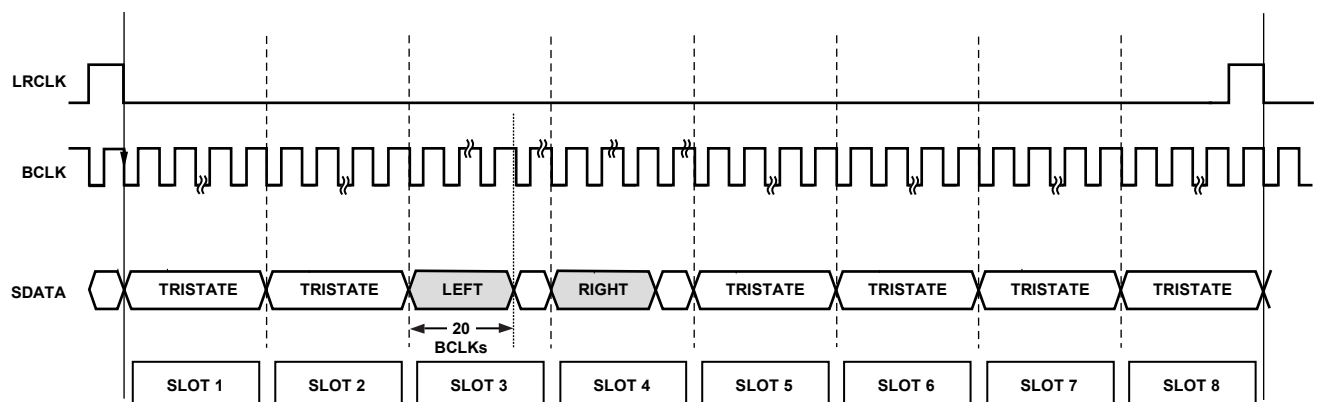 LRCLK
BCLK
SDATA
TRISTATE TRISTATE LEFT RIGHT TRISTATE TRISTATE TRISTATE TRISTATE
20
BCLKs
SLOT 1 SLOT 2 SLOT 3 SLOT 4 SLOT 5 SLOT 6 SLOT 7 SLOT 8